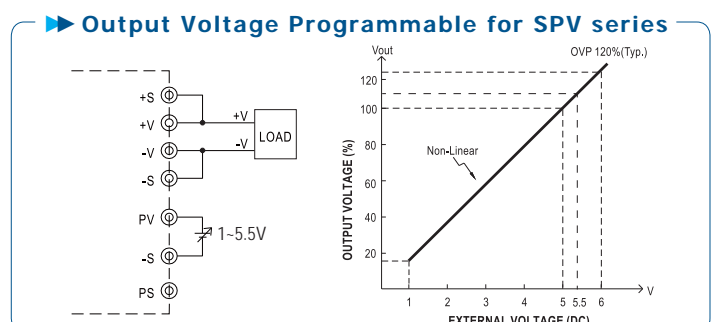 Output Voltage Programmable for SPV series
+S
+V
-V
-S
PV
-S
PS
+V
-V
LOAD
1~5.5V
Vout
OVP 120%(Typ.)
OUTPUT VOLTAGE (%)
120
100
80
60
40
20
Non-Linear
1 2 3 4 5 5.5 6
V
EXTERNAL VOLTAGE (DC)